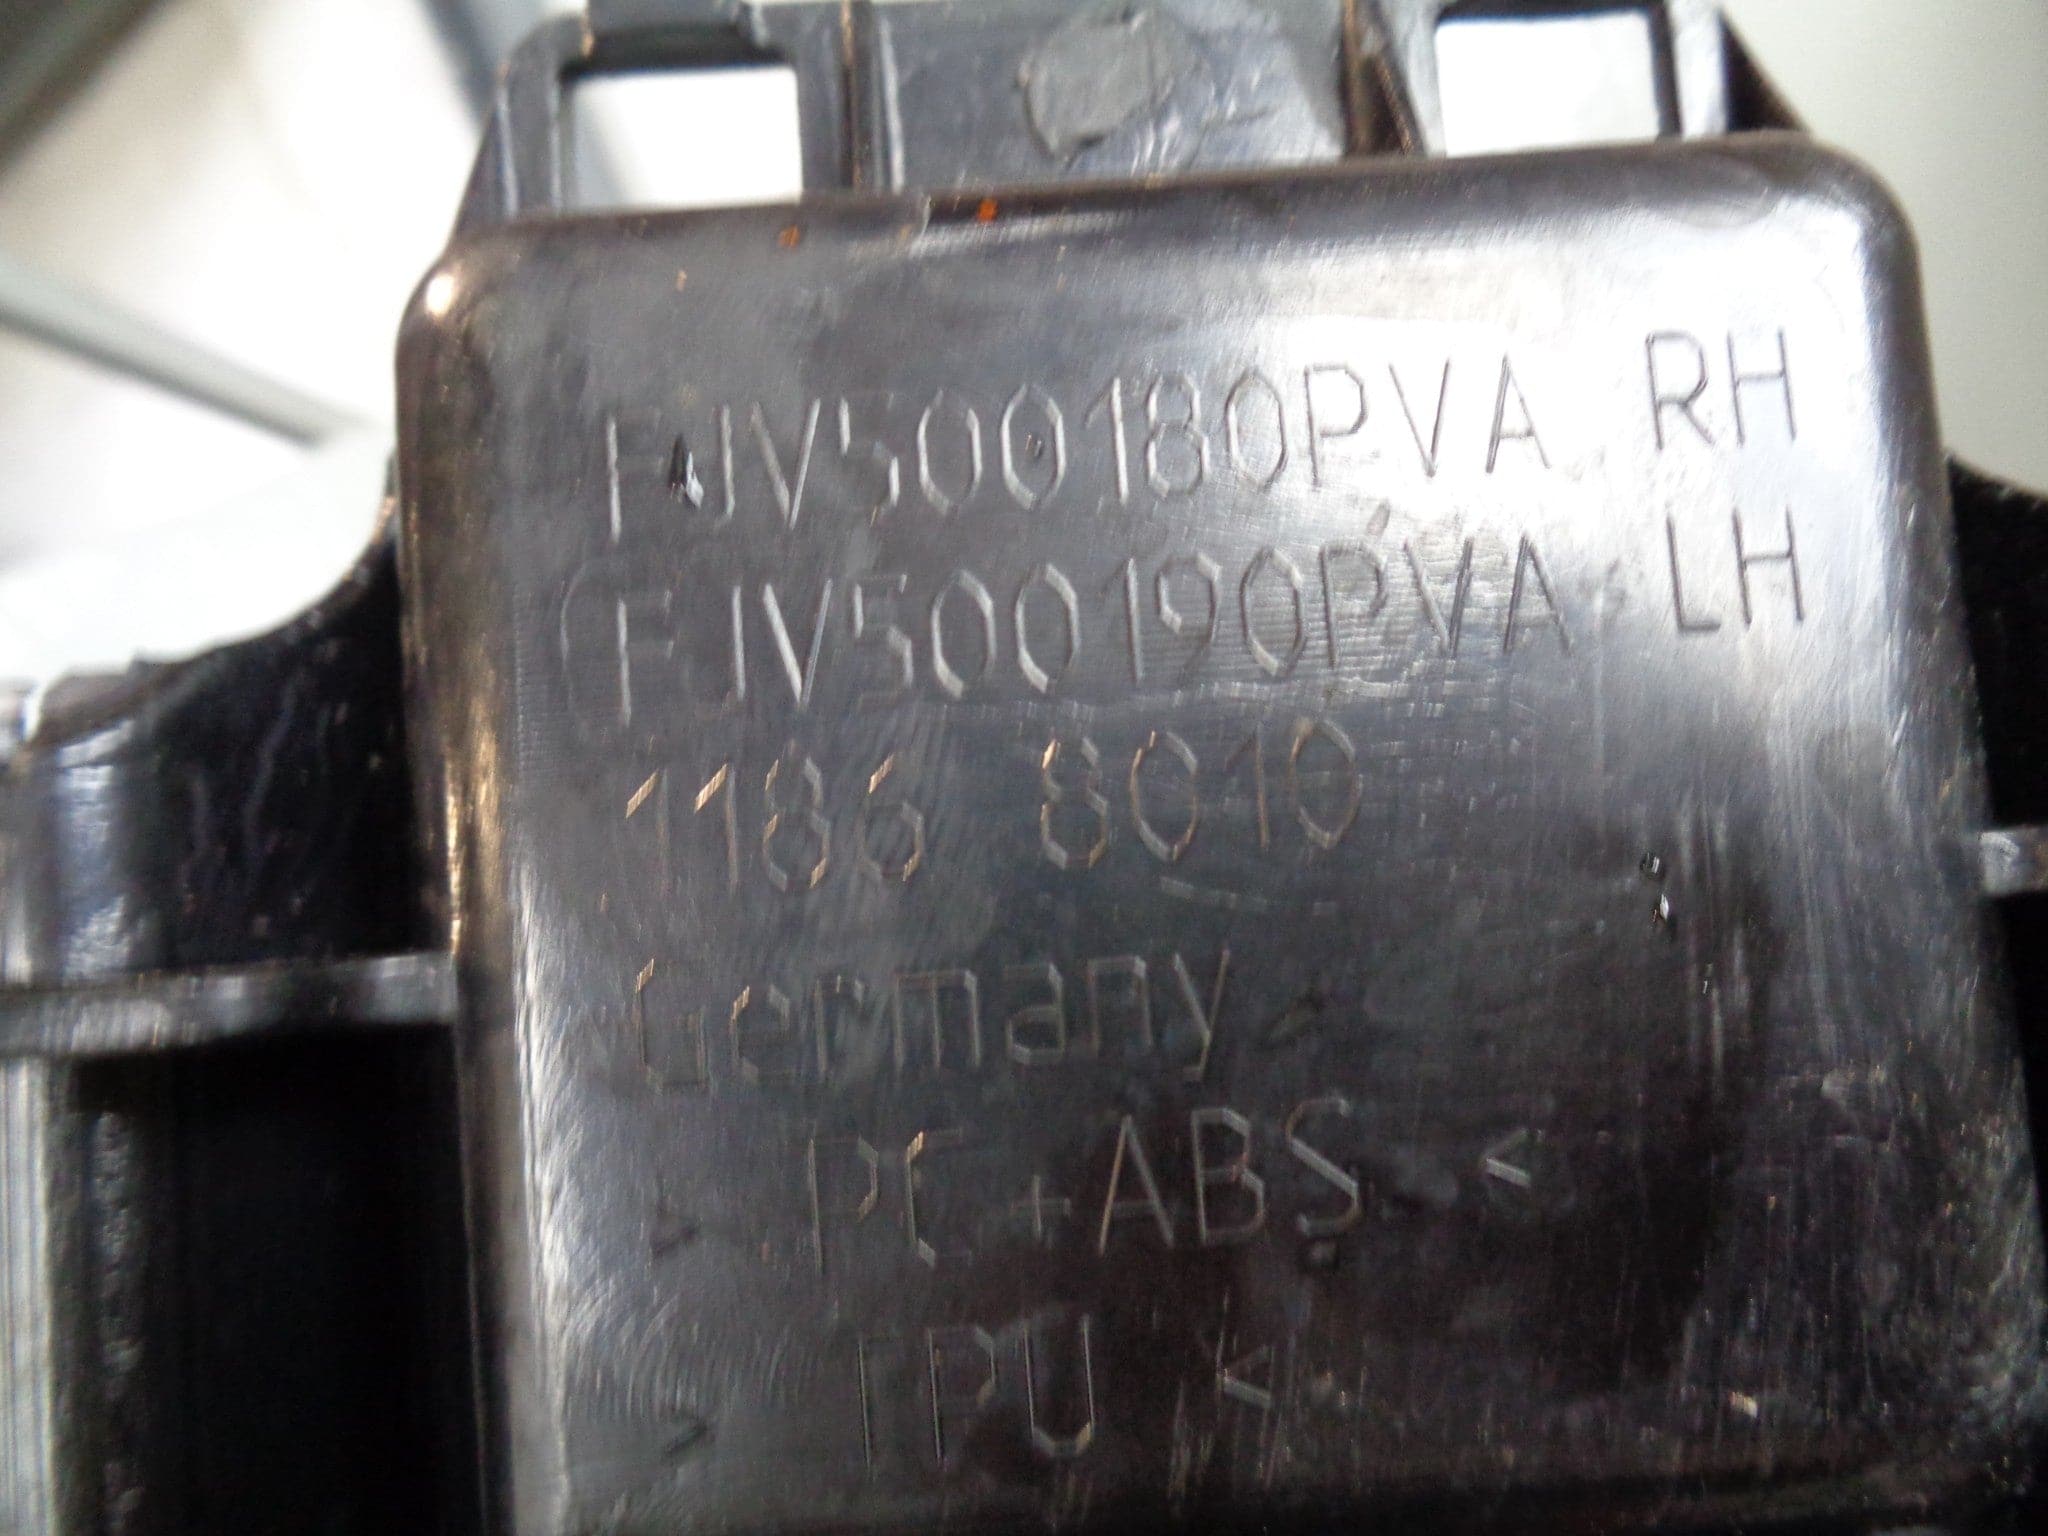 FJV500180PVA RH
FJV500190PVA LH
1186 8010
Germany
> PC+ABS <
> TPU <